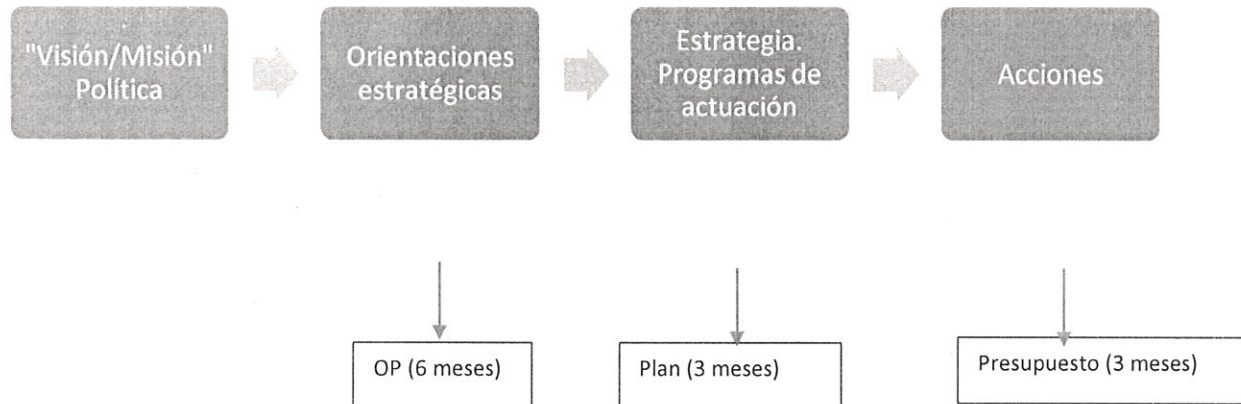 "Visión/Misión"
Política
Orientaciones
estratégicas
Estrategia.
Programas de
actuación
Acciones
OP (6 meses)
Plan (3 meses)
Presupuesto (3 meses)